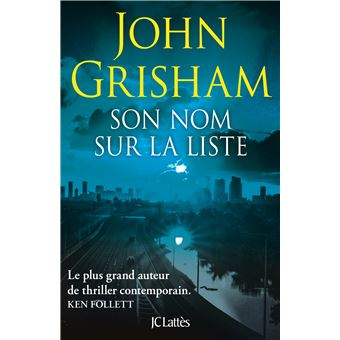 JOHN
GRISHAM
SON NOM
SUR LA LISTE
Le plus grand auteur
de thriller contemporain.
KEN FOLLETT
JC Lattès